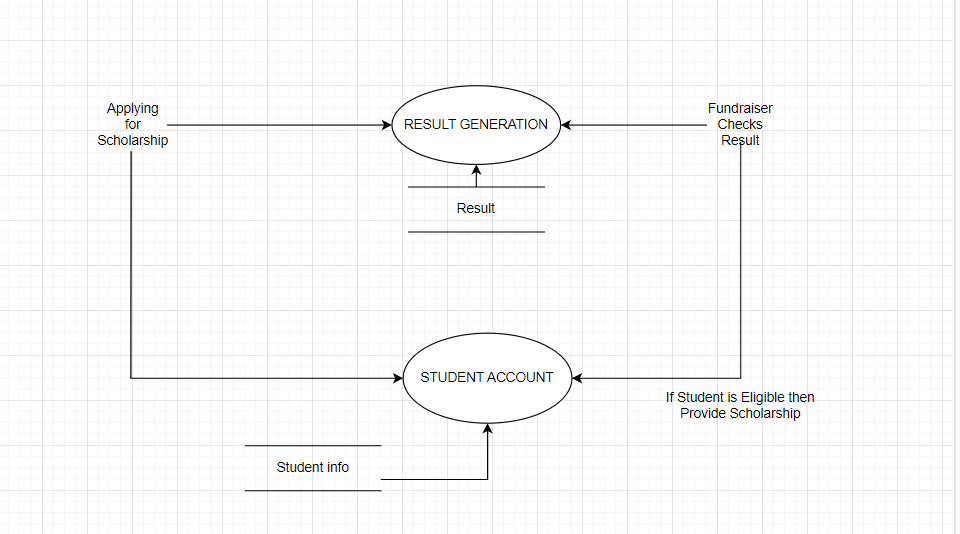 Applying
for
Scholarship
RESULT GENERATION
Fundraiser
Checks
Result
Result
STUDENT ACCOUNT
If Student is Eligible then
Provide Scholarship
Student info